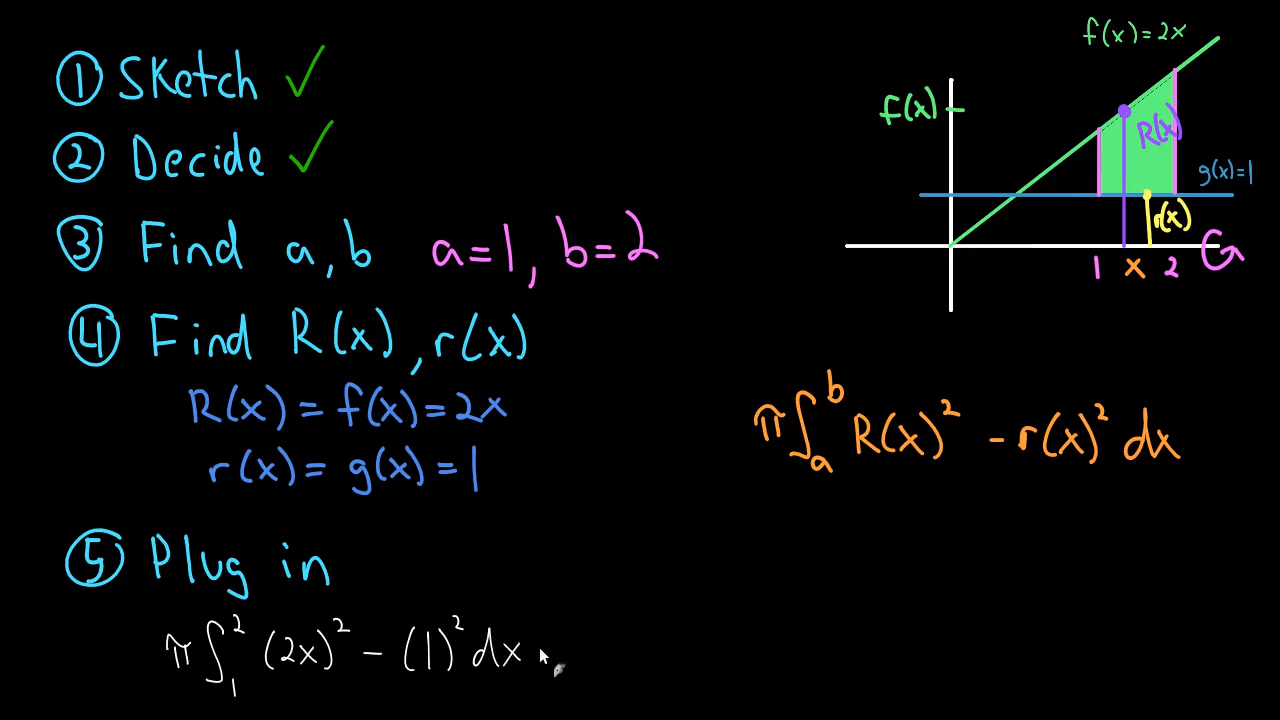 ① Sketch ✓
② Decide ✓
③ Find a, b a=1, b=2
④ Find R(x), r(x)
R(x) = f(x) = 2x
r(x) = g(x) = 1
⑤ Plug in
π∫₁² (2x)² - (1)² dx
f(x) = 2x
f(x)
R(x)
g(x)=1
r(x)
1 x 2
π∫ₐᵇ R(x)² - r(x)² dx